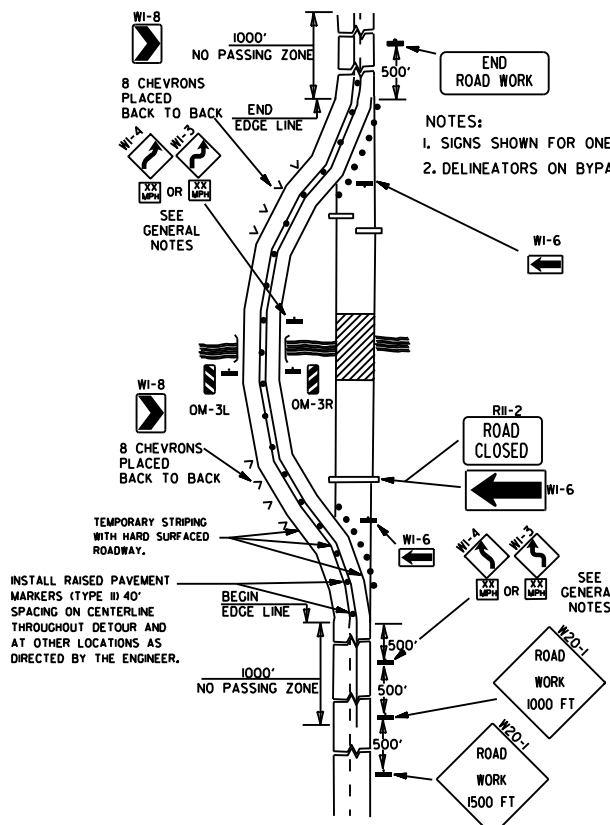 W1-8
1000'
NO PASSING ZONE
500'
END
ROAD WORK
8 CHEVRONS
PLACED
BACK TO BACK
END
EDGE LINE
NOTES:
1. SIGNS SHOWN FOR ONE
2. DELINEATORS ON BYPA
W1-4
W1-3
XX
MPH
OR
XX
MPH
SEE
GENERAL
NOTES
W1-6
W1-8
OM-3L
OM-3R
R11-2
ROAD
CLOSED
W1-6
8 CHEVRONS
PLACED
BACK TO BACK
TEMPORARY STRIPING
WITH HARD SURFACED
ROADWAY.
W1-6
W1-4
W1-3
XX
MPH
OR
XX
MPH
SEE
GENERAL
NOTES
INSTALL RAISED PAVEMENT
MARKERS (TYPE II) 40'
SPACING ON CENTERLINE
THROUGHOUT DETOUR AND
AT OTHER LOCATIONS AS
DIRECTED BY THE ENGINEER.
BEGIN
EDGE LINE
1000'
NO PASSING ZONE
500'
500'
500'
W20-1
ROAD
WORK
1000 FT
W20-1
ROAD
WORK
1500 FT